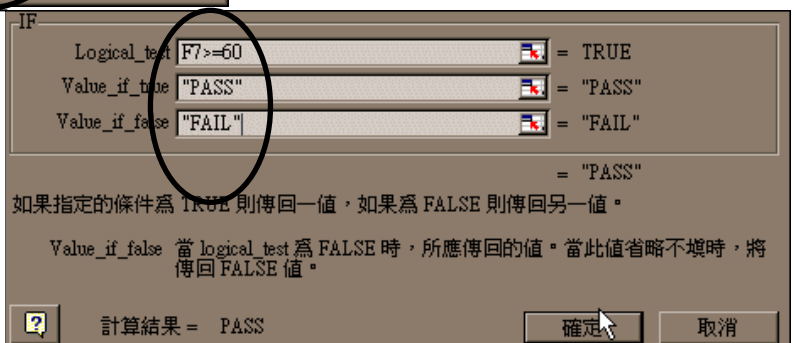 IF
Logical_test F7>=60 = TRUE
Value_if_true "PASS" = "PASS"
Value_if_false "FAIL" = "FAIL"
= "PASS"
如果指定的條件為 TRUE 則傳回一值，如果為 FALSE 則傳回另一值。
Value_if_false 當 logical_test 為 FALSE 時，所應傳回的值。當此值省略不填時，將
傳回 FALSE 值。
計算結果 = PASS 確定 取消